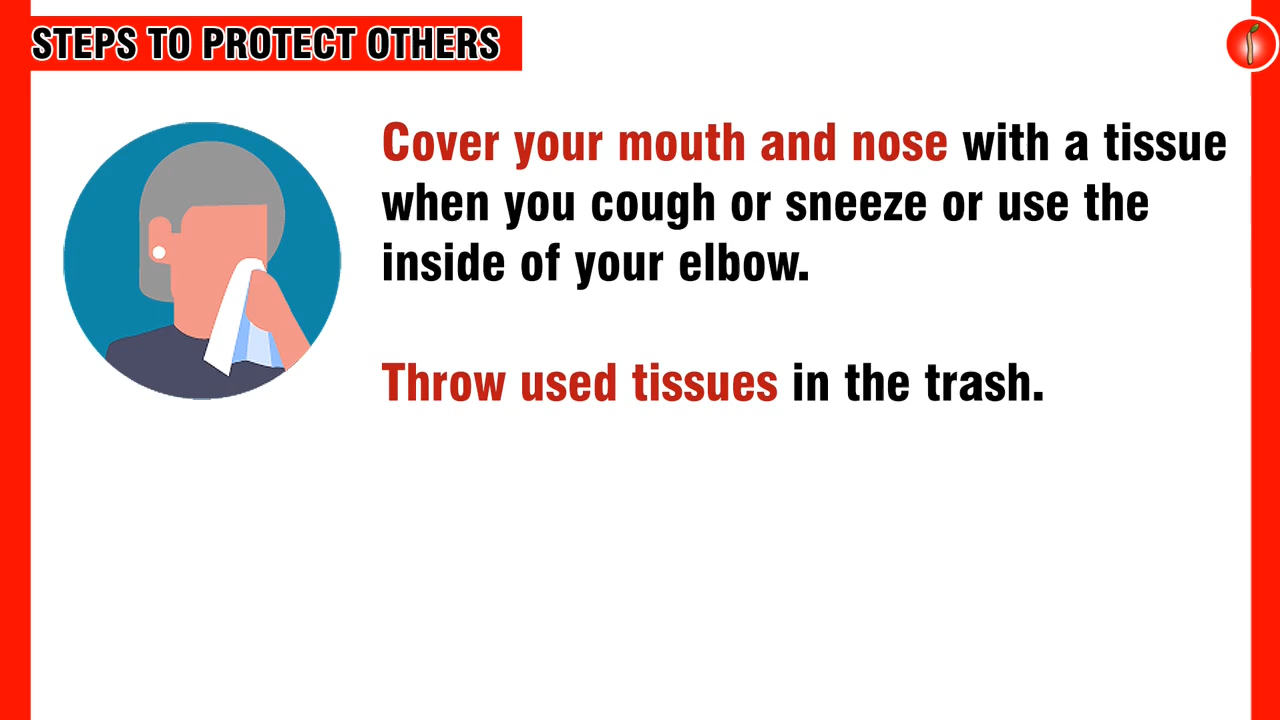 STEPS TO PROTECT OTHERS
Cover your mouth and nose with a tissue
when you cough or sneeze or use the
inside of your elbow.
Throw used tissues in the trash.